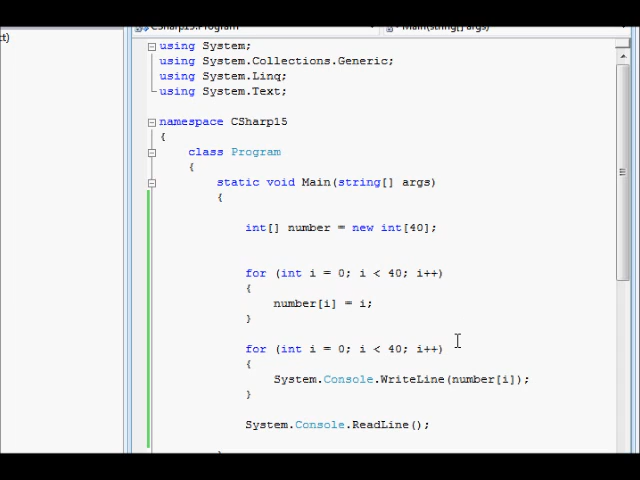 ct)
CSharp15.Program
Main(string[] args)
using System;
using System.Collections.Generic;
using System.Linq;
using System.Text;
namespace CSharp15
{
class Program
{
static void Main(string[] args)
{
int[] number = new int[40];
for (int i = 0; i < 40; i++)
{
number[i] = i;
}
for (int i = 0; i < 40; i++)
{
System.Console.WriteLine(number[i]);
}
System.Console.ReadLine();